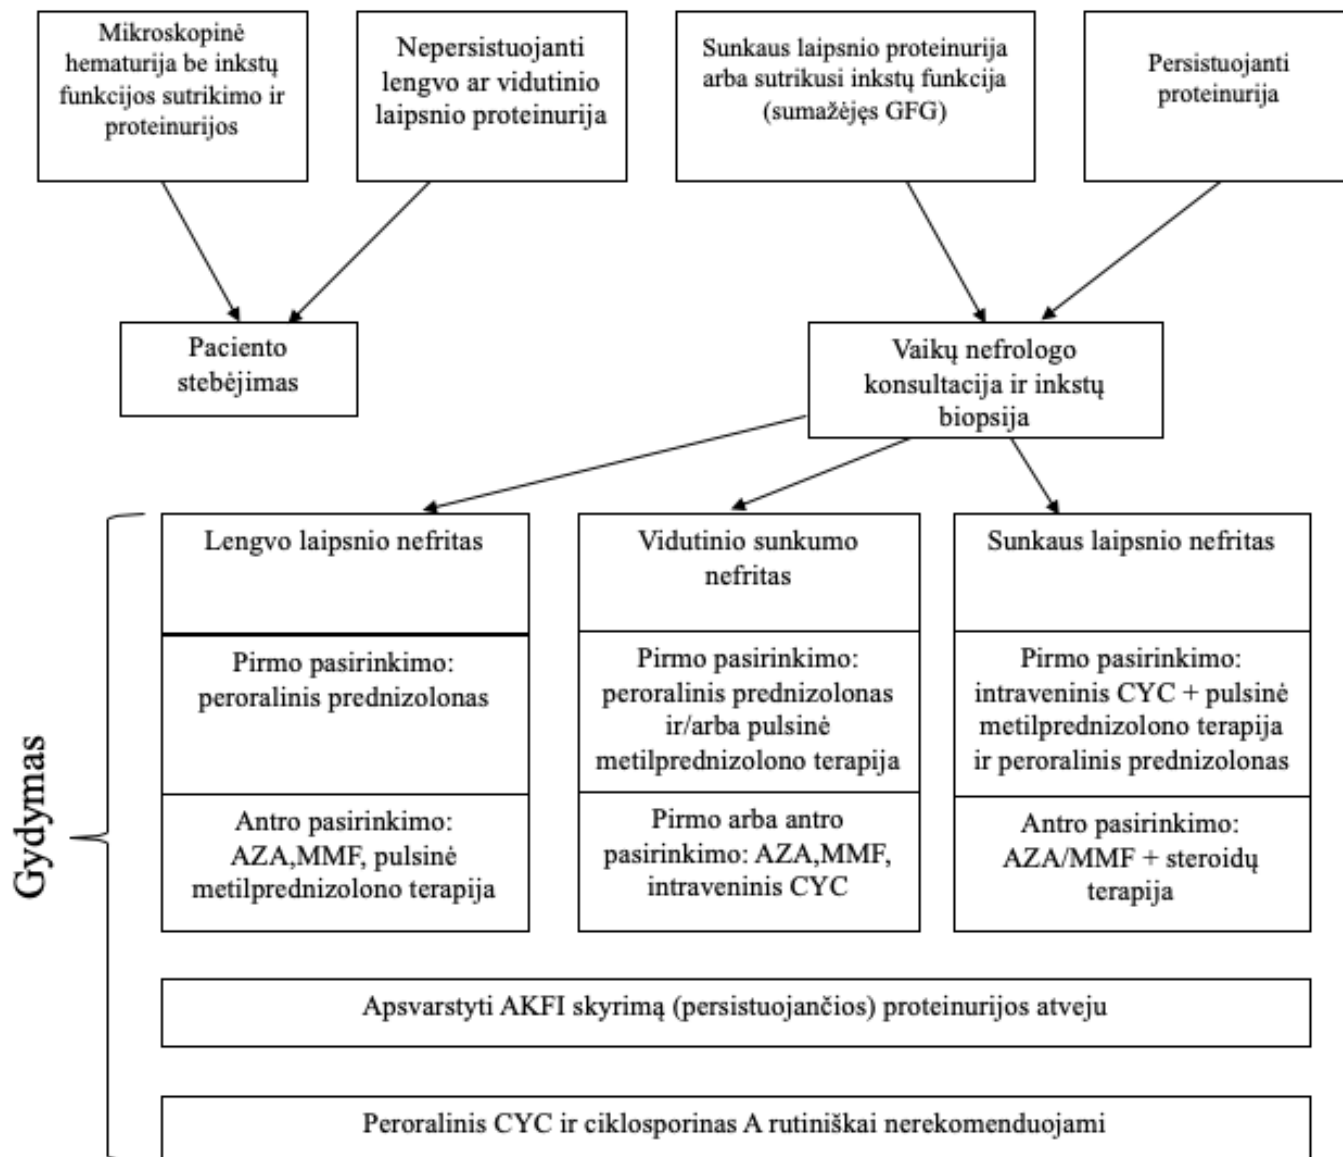 Mikroskopinė
hematurija be inkstų
funkcijos sutrikimo ir
proteinurijos
Nepersistuojanti
lengvo ar vidutinio
laipsnio proteinurija
Sunkaus laipsnio proteinurija
arba sutrikusi inkstų funkcija
(sumažėjęs GFG)
Persistuojanti
proteinurija
Paciento
stebėjimas
Vaikų nefrologo
konsultacija ir inkstų
biopsija
Gydymas
Lengvo laipsnio nefritas
Pirmo pasirinkimo:
peroralinis prednizolonas
Antro pasirinkimo:
AZA,MMF, pulsinė
metilprednizolono terapija
Vidutinio sunkumo
nefritas
Pirmo pasirinkimo:
peroralinis prednizolonas
ir/arba pulsinė
metilprednizolono terapija
Pirmo arba antro
pasirinkimo: AZA,MMF,
intraveninis CYC
Sunkaus laipsnio nefritas
Pirmo pasirinkimo:
intraveninis CYC + pulsinė
metilprednizolono terapija
ir peroralinis prednizolonas
Antro pasirinkimo:
AZA/MMF + steroidų
terapija
Apsvarstyti AKFI skyrimą (persistuojančios) proteinurijos atveju
Peroralinis CYC ir ciklosporinas A rutiniškai nerekomenduojami